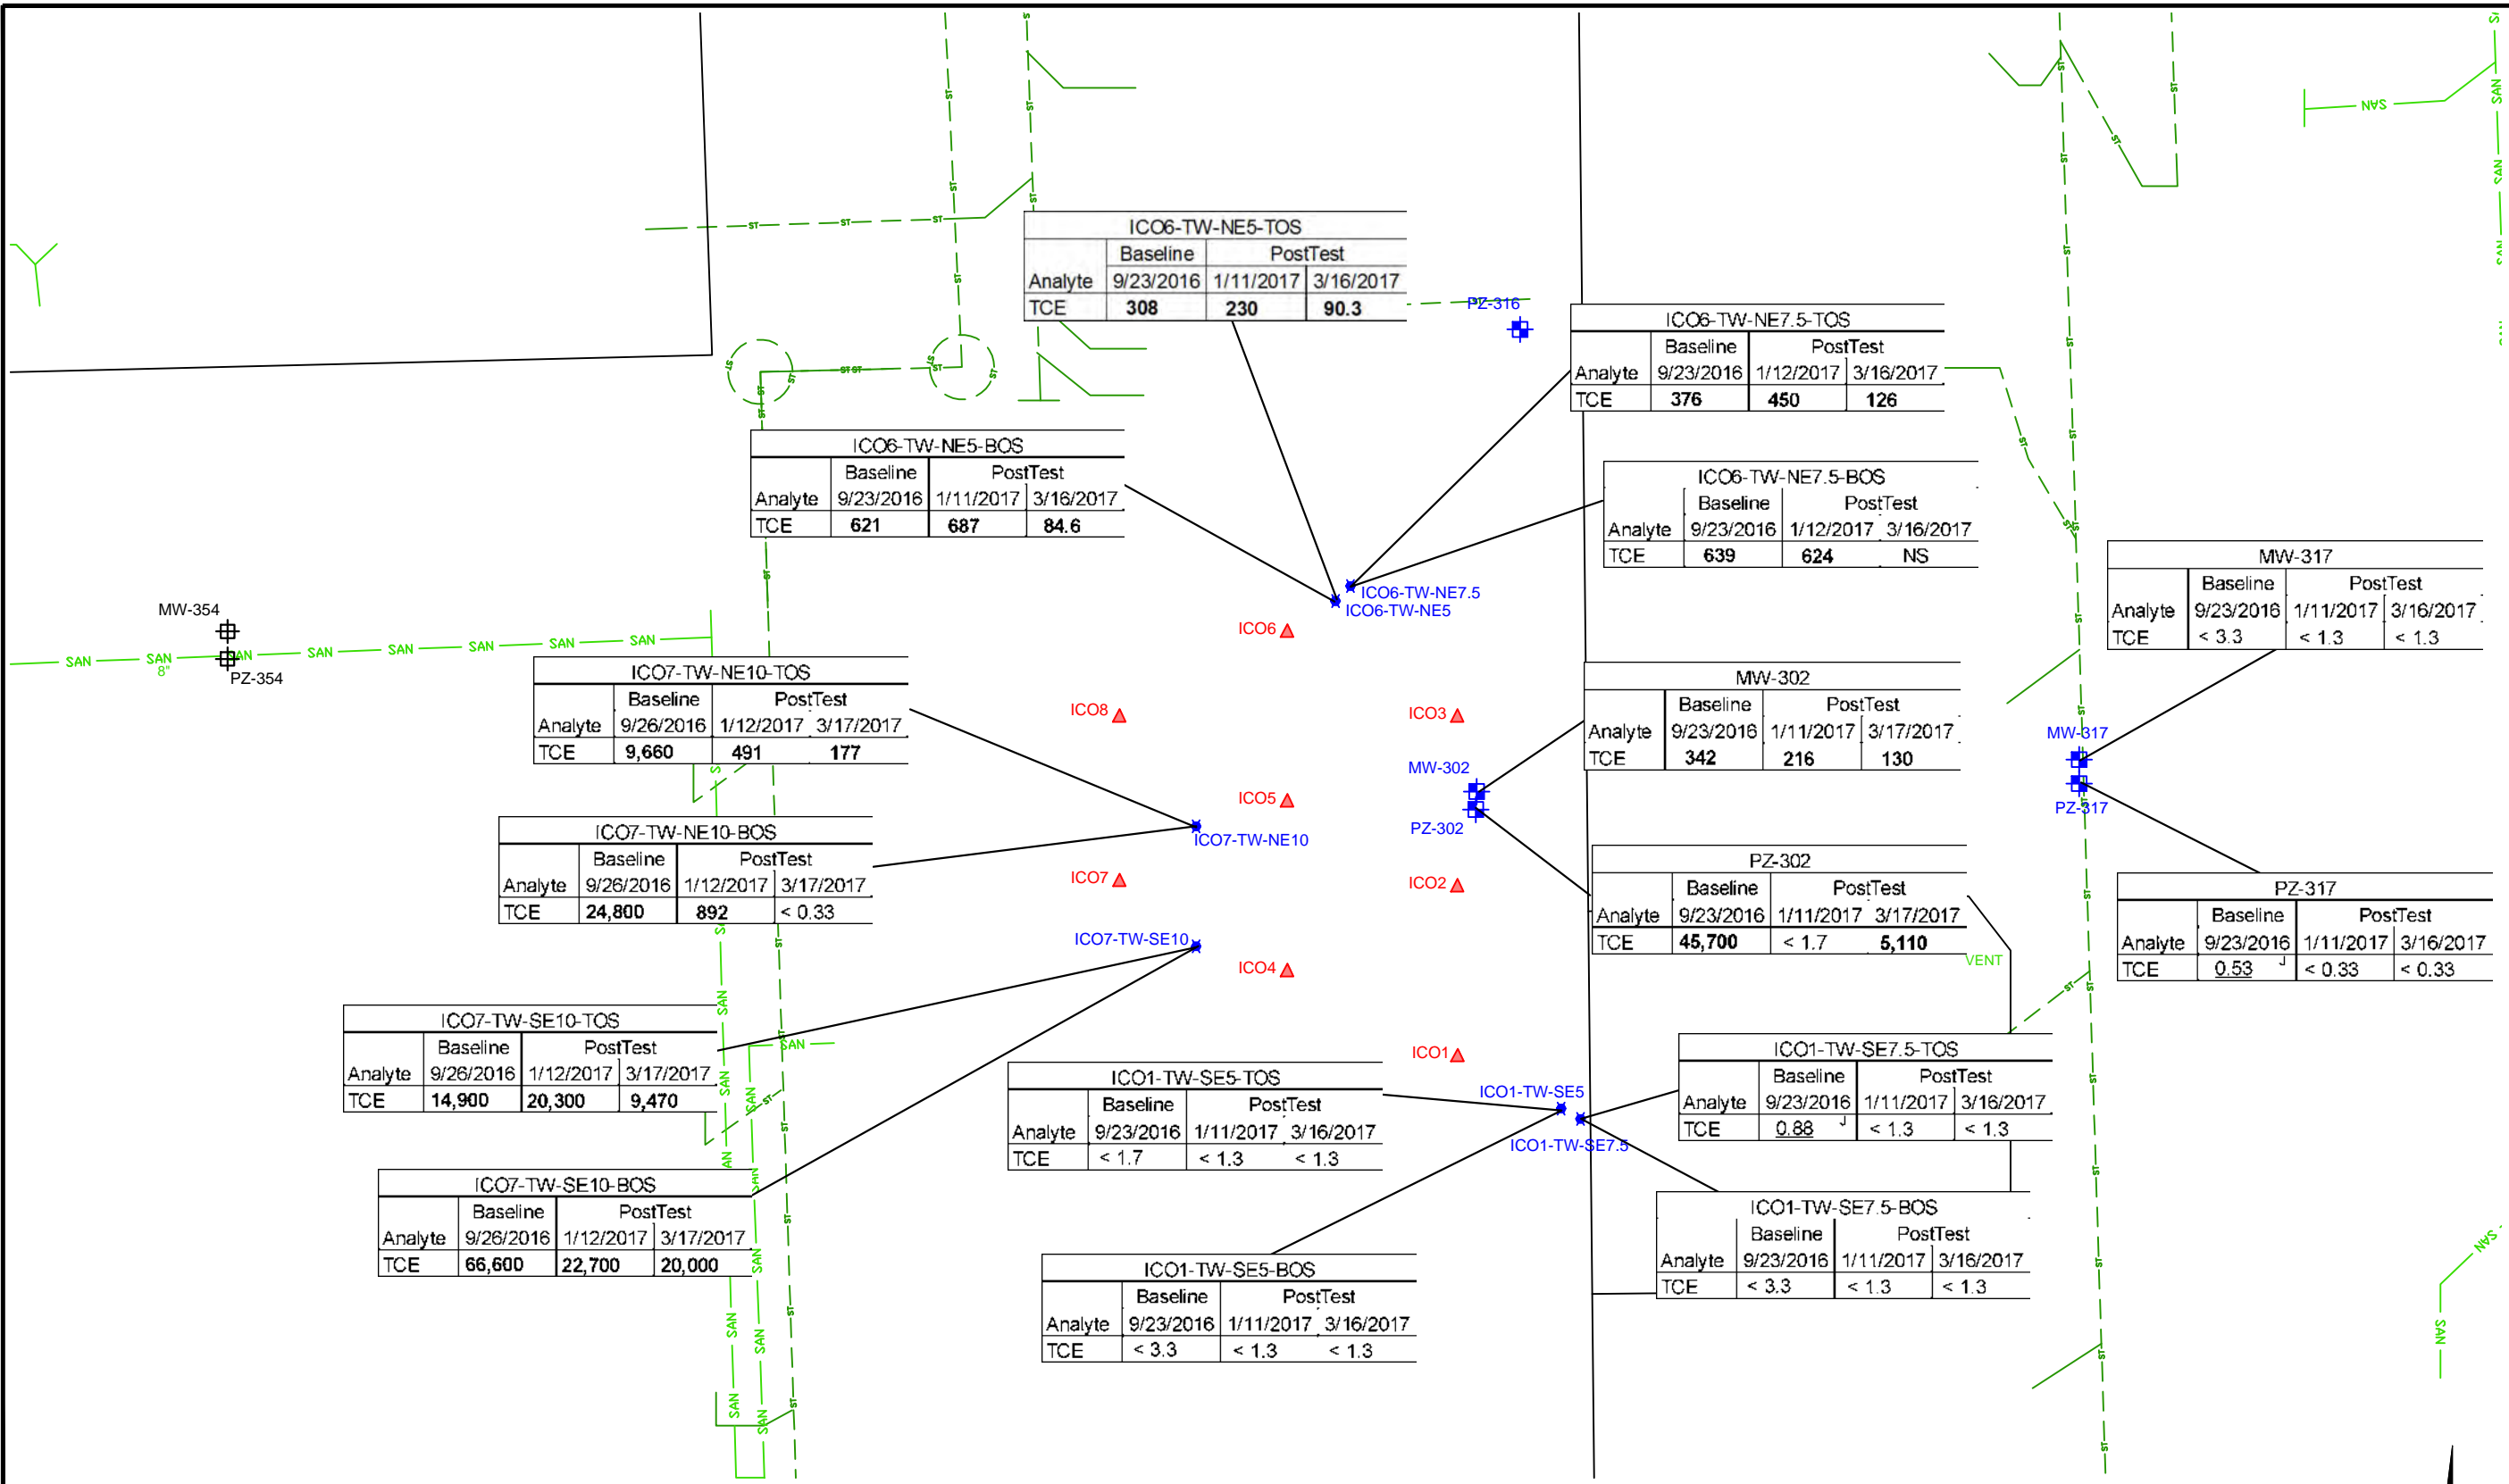 ICO6-TW-NE5-TOS
Baseline PostTest
Analyte 9/23/2016 1/11/2017 3/16/2017
TCE 308 230 90.3
PZ-316
ICO6-TW-NE7.5-TOS
Baseline PostTest
Analyte 9/23/2016 1/12/2017 3/16/2017
TCE 376 450 126
ICO6-TW-NE5-BOS
Baseline PostTest
Analyte 9/23/2016 1/11/2017 3/16/2017
TCE 621 687 84.6
ICO6-TW-NE7.5-BOS
Baseline PostTest
Analyte 9/23/2016 1/12/2017 3/16/2017
TCE 639 624 NS
MW-317
Baseline PostTest
Analyte 9/23/2016 1/11/2017 3/16/2017
TCE < 3.3 < 1.3 < 1.3
ICO6-TW-NE7.5
ICO6-TW-NE5
ICO6
MW-354
SAN SAN SAN SAN SAN SAN SAN SAN
8"
PZ-354
ICO7-TW-NE10-TOS
Baseline PostTest
Analyte 9/26/2016 1/12/2017 3/17/2017
TCE 9,660 491 177
ICO8
ICO3
MW-302
Baseline PostTest
Analyte 9/23/2016 1/11/2017 3/17/2017
TCE 342 216 130
MW-317
PZ-317
MW-302
PZ-302
ICO5
ICO7-TW-NE10
ICO7-TW-NE10-BOS
Baseline PostTest
Analyte 9/26/2016 1/12/2017 3/17/2017
TCE 24,800 892 < 0.33
ICO7
ICO2
PZ-302
Baseline PostTest
Analyte 9/23/2016 1/11/2017 3/17/2017
TCE 45,700 < 1.7 5,110
VENT
PZ-317
Baseline PostTest
Analyte 9/23/2016 1/11/2017 3/16/2017
TCE 0.53 J < 0.33 < 0.33
ICO7-TW-SE10
ICO4
ICO7-TW-SE10-TOS
Baseline PostTest
Analyte 9/26/2016 1/12/2017 3/17/2017
TCE 14,900 20,300 9,470
SAN
ICO1
ICO1-TW-SE5-TOS
Baseline PostTest
Analyte 9/23/2016 1/11/2017 3/16/2017
TCE < 1.7 < 1.3 < 1.3
ICO1-TW-SE5
ICO1-TW-SE7.5
ICO1-TW-SE7.5-TOS
Baseline PostTest
Analyte 9/23/2016 1/11/2017 3/16/2017
TCE 0.88 J < 1.3 < 1.3
ICO7-TW-SE10-BOS
Baseline PostTest
Analyte 9/26/2016 1/12/2017 3/17/2017
TCE 66,600 22,700 20,000
ICO1-TW-SE7.5-BOS
Baseline PostTest
Analyte 9/23/2016 1/11/2017 3/16/2017
TCE < 3.3 < 1.3 < 1.3
ICO1-TW-SE5-BOS
Baseline PostTest
Analyte 9/23/2016 1/11/2017 3/16/2017
TCE < 3.3 < 1.3 < 1.3